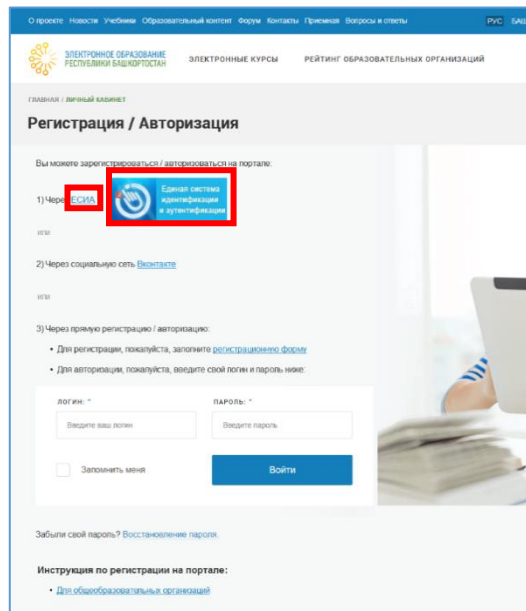 О проекте Новости Учебники Образовательный контент Форум Контакты Приемная Вопросы и ответы РУС БАШ
ЭЛЕКТРОННОЕ ОБРАЗОВАНИЕ
РЕСПУБЛИКИ БАШКОРТОСТАН
ЭЛЕКТРОННЫЕ КУРСЫ РЕЙТИНГ ОБРАЗОВАТЕЛЬНЫХ ОРГАНИЗАЦИЙ
ГЛАВНАЯ / ЛИЧНЫЙ КАБИНЕТ
Регистрация / Авторизация
Вы можете зарегистрироваться / авторизоваться на портале:
1) Через ЕСИА
Единая система
идентификации
и аутентификации
или
2) Через социальную сеть Вконтакте
или
3) Через прямую регистрацию / авторизацию:
• Для регистрации, пожалуйста, заполните регистрационную форму
• Для авторизации, пожалуйста, введите свой логин и пароль ниже:
ЛОГИН: * ПАРОЛЬ: *
Введите ваш логин Введите пароль
Запомнить меня Войти
Забыли свой пароль? Восстановление пароля.
Инструкция по регистрации на портале:
• Для общеобразовательных организаций